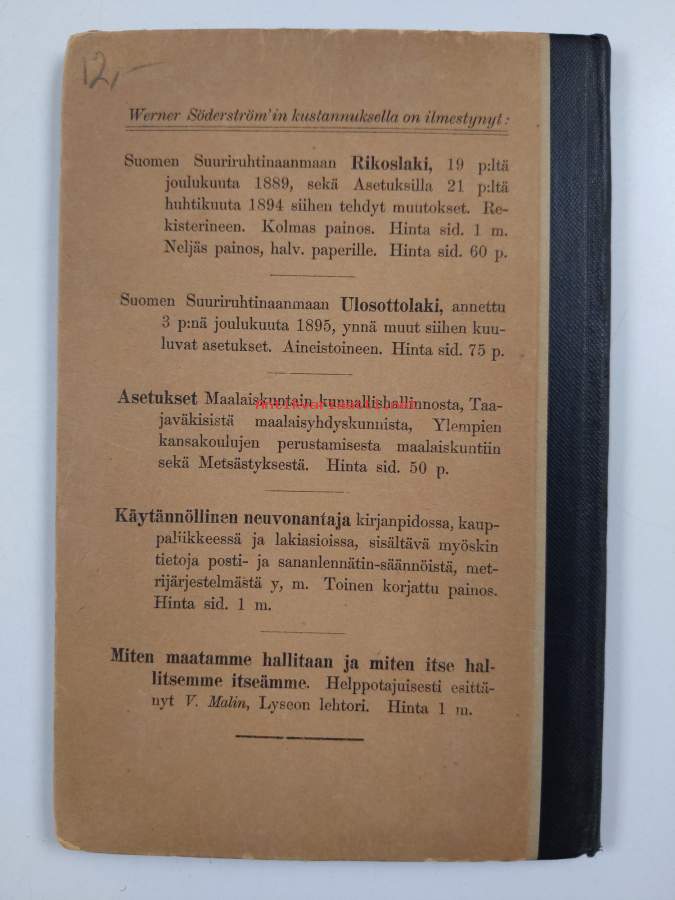 12,—
Werner Söderström'in kustannuksella on ilmestynyt:
Suomen Suuriruhtinaanmaan Rikoslaki, 19 p:ltä
joulukuuta 1889, sekä Asetuksilla 21 p:ltä
huhtikuuta 1894 siihen tehdyt muutokset. Re-
kisterineen. Kolmas painos. Hinta sid. 1 m.
Neljäs painos, halv. paperille. Hinta sid. 60 p.
Suomen Suuriruhtinaanmaan Ulosottolaki, annettu
3 p:nä joulukuuta 1895, ynnä muut siihen kuu-
luvat asetukset. Aineistoineen. Hinta sid. 75 p.
Asetukset Maalaiskuntain kunnallishallinnosta, Taa-
javäkisistä maalaisyhdyskunnista, Ylempien
kansakoulujen perustamisesta maalaiskuntiin
sekä Metsästyksestä. Hinta sid. 50 p.
Käytännöllinen neuvonantaja kirjanpidossa, kaup-
paliikkeessä ja lakiasioissa, sisältävä myöskin
tietoja posti- ja sananlennätin-säännöistä, met-
rijärjestelmästä y, m. Toinen korjattu painos.
Hinta sid. 1 m.
Miten maatamme hallitaan ja miten itse hal-
litsemme itseämme. Helppotajuisesti esittä-
nyt V. Malin, Lyseon lehtori. Hinta 1 m.